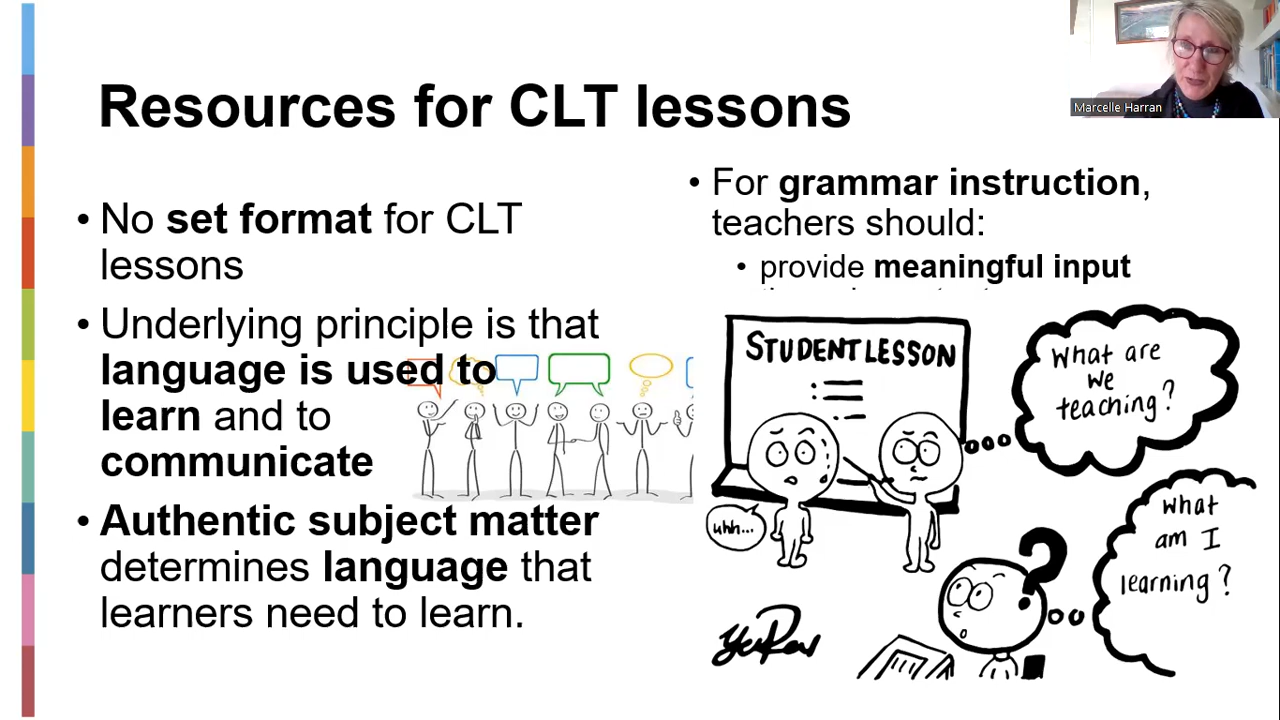 Resources for CLT lessons
Marcelle Harran
• No set format for CLT
lessons
• Underlying principle is that
language is used to
learn and to
communicate
• Authentic subject matter
determines language that
learners need to learn.
• For grammar instruction,
teachers should:
• provide meaningful input
STUDENT LESSON
What are
we
teaching?
uhh...
What
am I
learning?
?